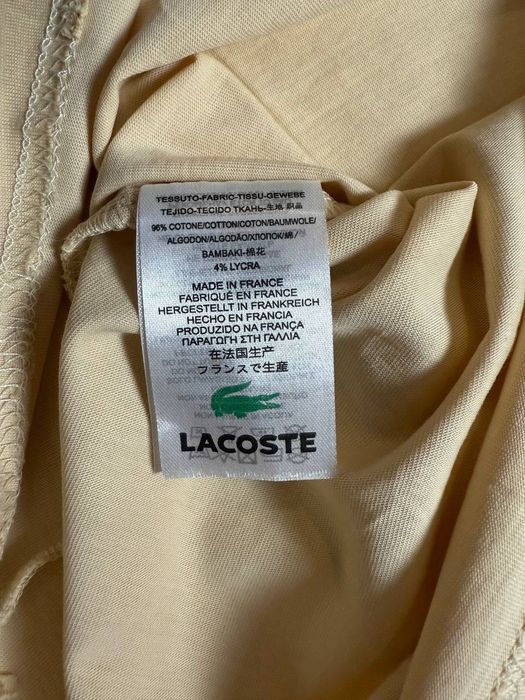 TESSUTO-FABRIC-TISSU-GEWEBE
TEJIDO-TECIDO TKAHЬ-生地 织品
96% COTONE/COTTON/COTON/BAUMWOLLE/
ALGODON/ALGODÃO/ХЛОПОК/綿/
BAMBAKI-棉花
4% LYCRA
MADE IN FRANCE
FABRIQUÉ EN FRANCE
HERGESTELLT IN FRANKREICH
HECHO EN FRANCIA
PRODUZIDO NA FRANÇA
ΠΑΡΑΓΩΓΗ ΣΤΗ ΓΑΛΛΙΑ
在法国生产
フランスで生産
LACOSTE